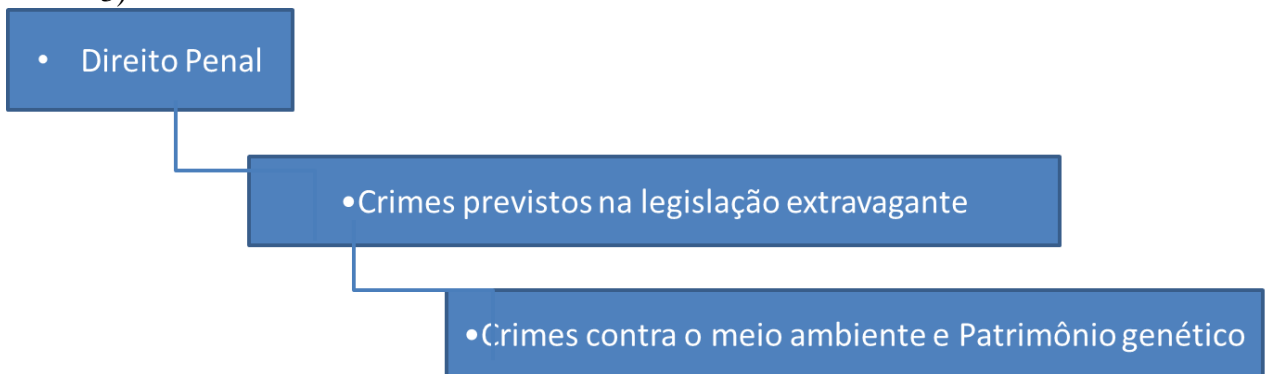 • Direito Penal
•Crimes previstos na legislação extravagante
•Crimes contra o meio ambiente e Patrimônio genético